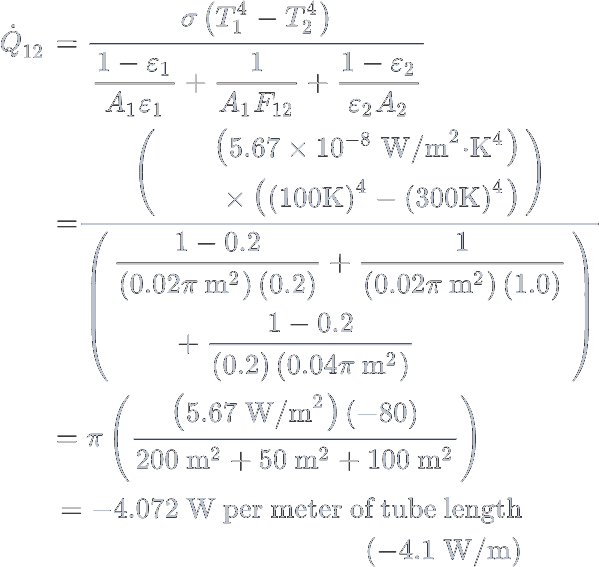 Q̇₁₂ = σ(T₁⁴ − T₂⁴) / ((1 − ε₁)/(A₁ε₁) + 1/(A₁F₁₂) + (1 − ε₂)/(ε₂A₂))
= ( (5.67 × 10⁻⁸ W/m²·K⁴)
× ((100K)⁴ − (300K)⁴) )
/ ( (1 − 0.2)/((0.02π m²)(0.2)) + 1/((0.02π m²)(1.0))
+ (1 − 0.2)/((0.2)(0.04π m²)) )
= π ( (5.67 W/m²)(−80) / (200 m² + 50 m² + 100 m²) )
= −4.072 W per meter of tube length
(−4.1 W/m)